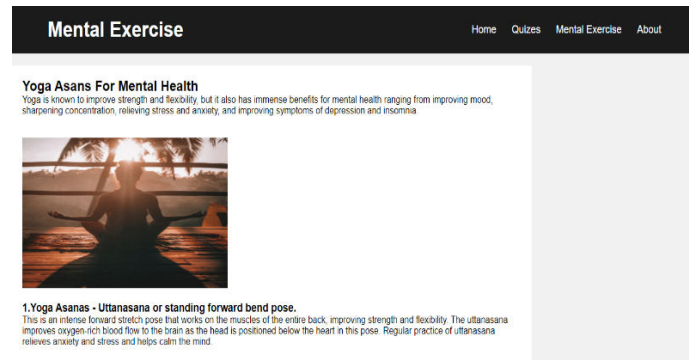 Mental Exercise
Home Quizes Mental Exercise About
Yoga Asans For Mental Health
Yoga is known to improve strength and flexibility, but it also has immense benefits for mental health ranging from improving mood,
sharpening concentration, relieving stress and anxiety, and improving symptoms of depression and insomnia.
1.Yoga Asanas - Uttanasana or standing forward bend pose.
This is an intense forward stretch pose that works on the muscles of the entire back, improving strength and flexibility. The uttanasana
improves oxygen-rich blood flow to the brain as the head is positioned below the heart in this pose. Regular practice of uttanasana
relieves anxiety and stress and helps calm the mind.